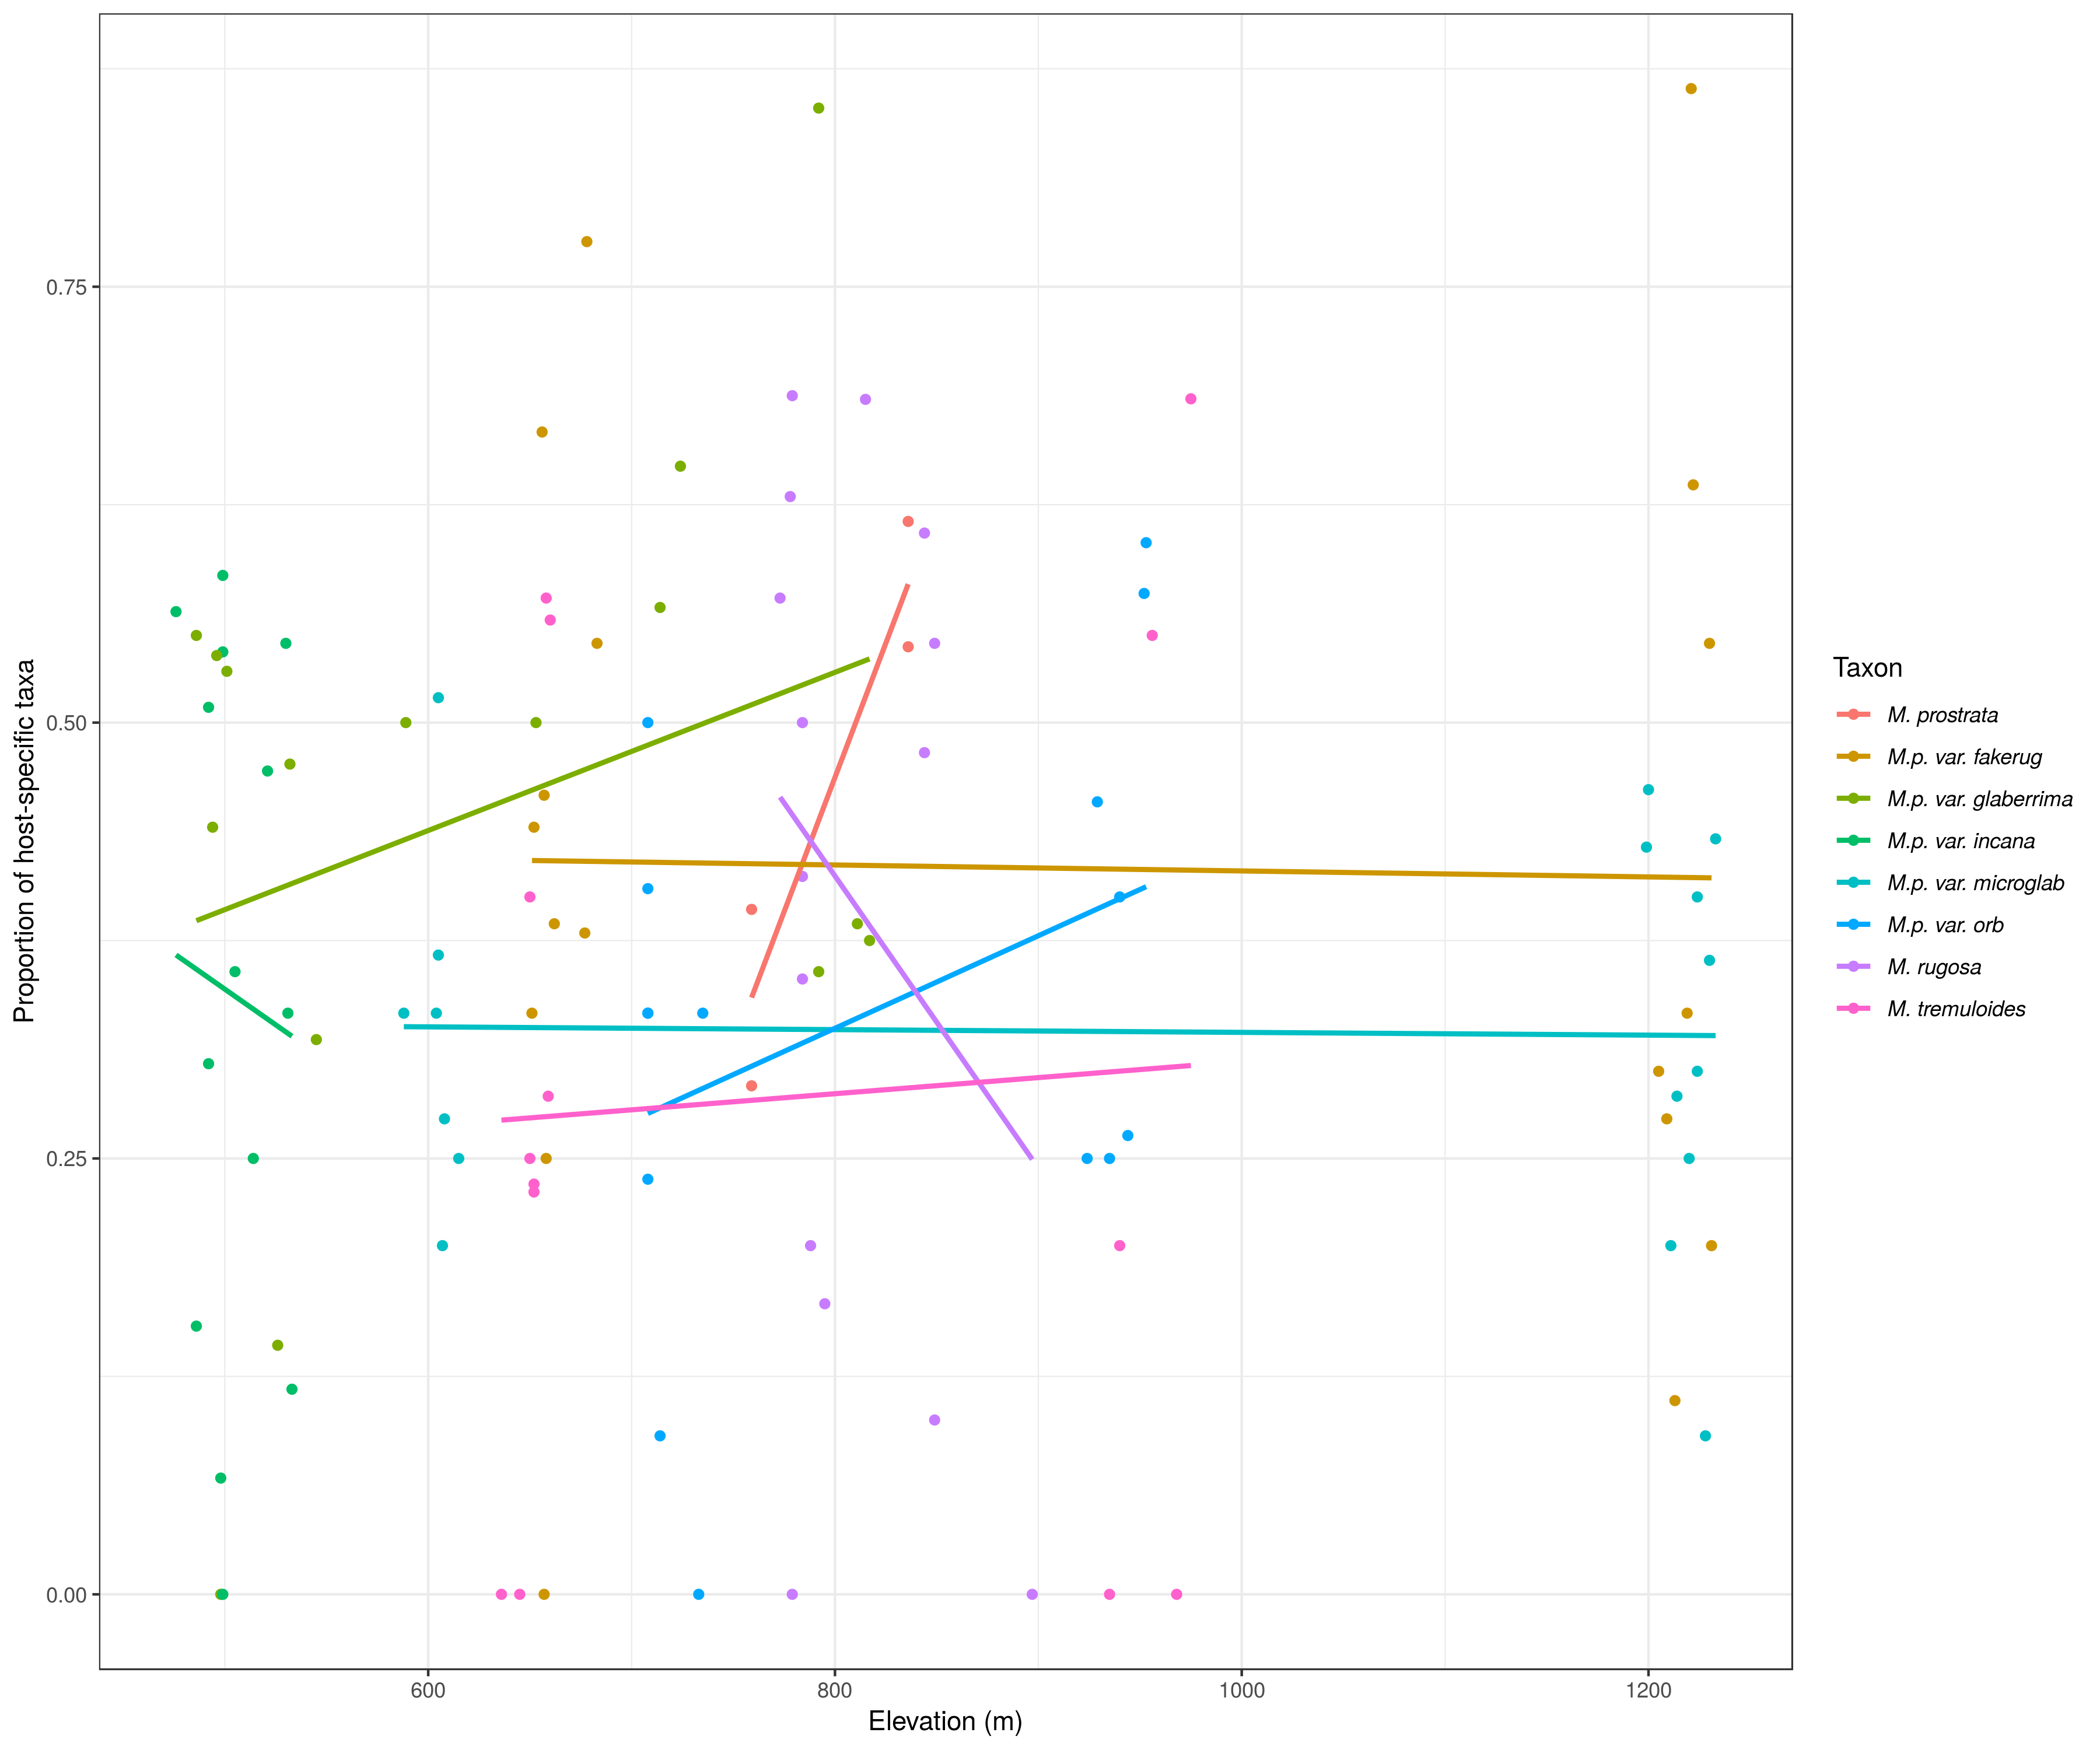 0.75
0.50
0.25
0.00
Proportion of host-specific taxa
600
800
1000
1200
Elevation (m)
Taxon
M. prostrata
M.p. var. fakerug
M.p. var. glaberrima
M.p. var. incana
M.p. var. microglab
M.p. var. orb
M. rugosa
M. tremuloides